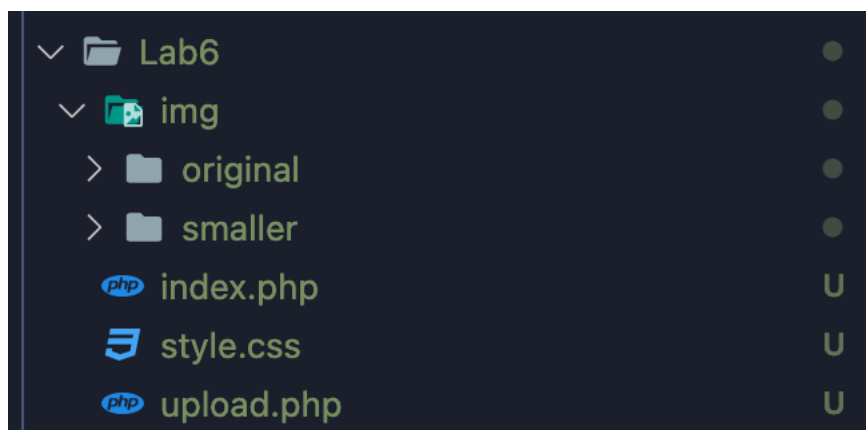 Lab6
img
original
smaller
php index.php U
style.css U
php upload.php U